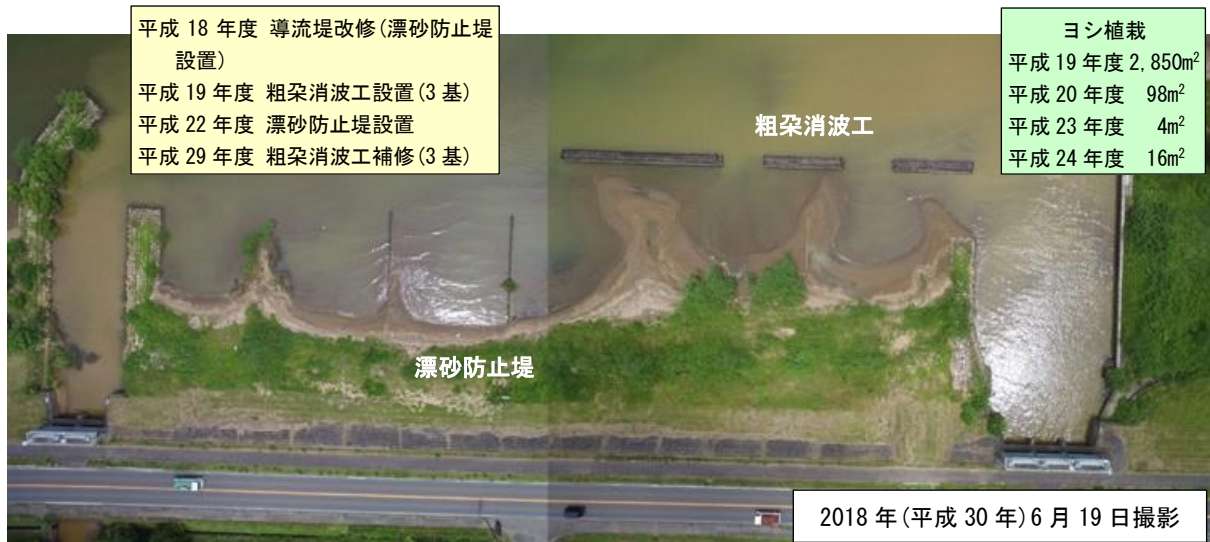 平成 18 年度 導流堤改修(漂砂防止堤
設置)
平成 19 年度 粗朶消波工設置(3 基)
平成 22 年度 漂砂防止堤設置
平成 29 年度 粗朶消波工補修(3 基)
ヨシ植栽
平成 19 年度 2,850m²
平成 20 年度 98m²
平成 23 年度 4m²
平成 24 年度 16m²
粗朶消波工
漂砂防止堤
2018 年(平成 30 年)6 月 19 日撮影